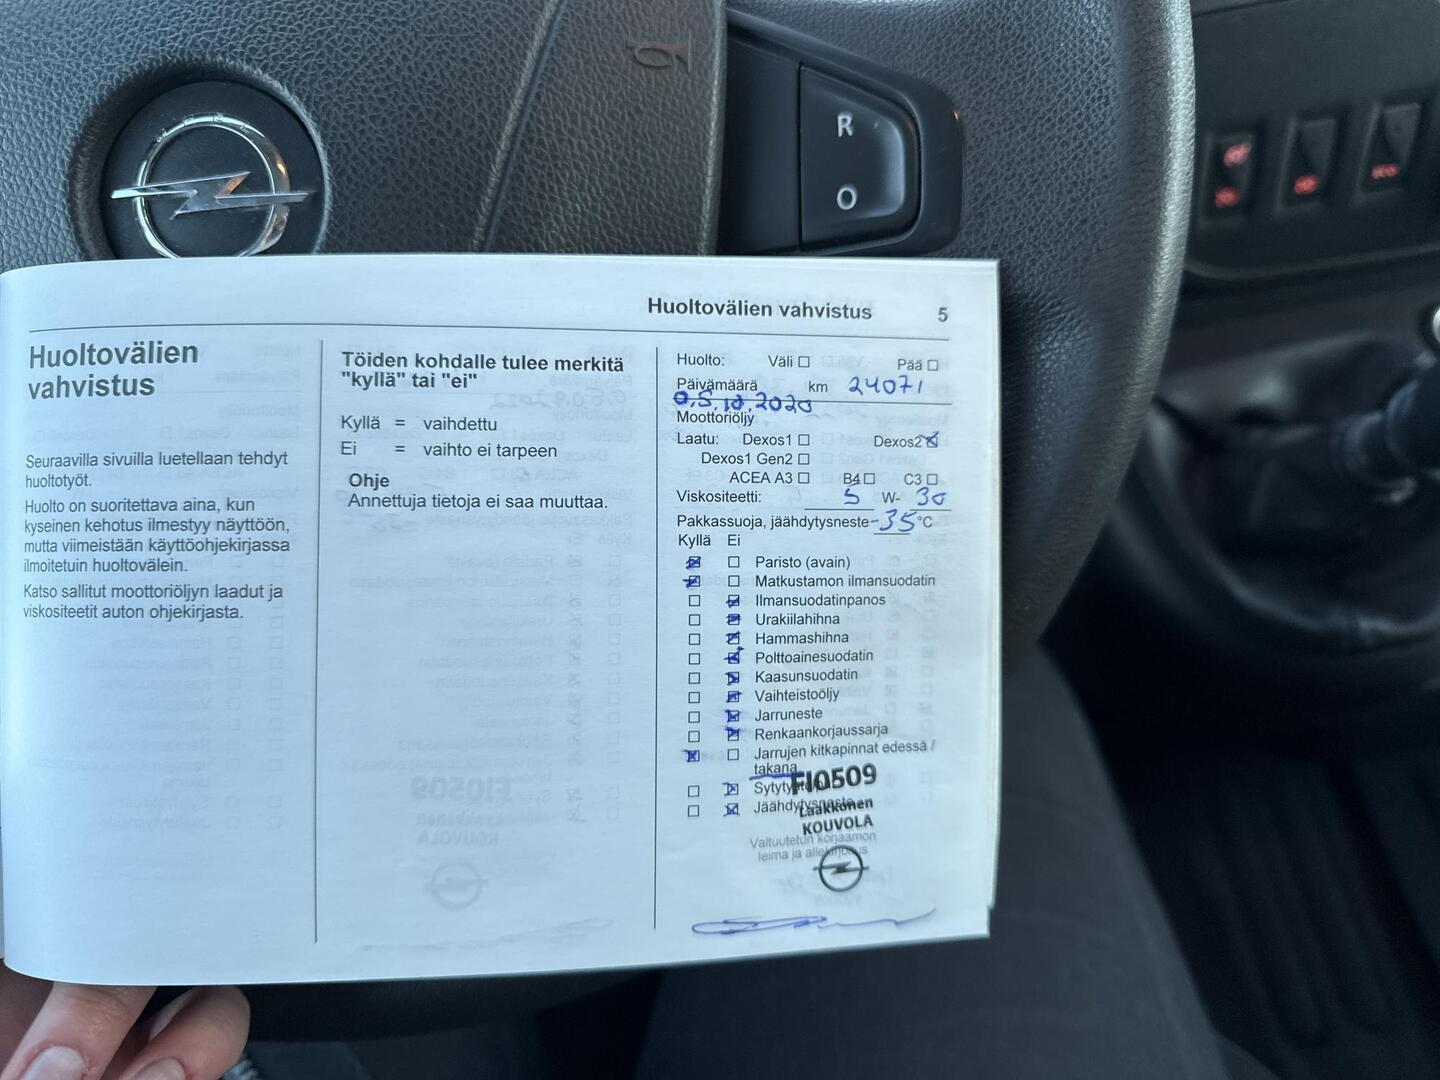 R
O
Huoltovälien vahvistus 5
Huoltovälien
vahvistus
Seuraavilla sivuilla luetellaan tehdyt
huoltotyöt.
Huolto on suoritettava aina, kun
kyseinen kehotus ilmestyy näyttöön,
mutta viimeistään käyttöohjekirjassa
ilmoitetuin huoltovälein.
Katso sallitut moottoriöljyn laadut ja
viskositeetit auton ohjekirjasta.
Töiden kohdalle tulee merkitä
"kyllä" tai "ei"
Kyllä = vaihdettu
Ei = vaihto ei tarpeen
Ohje
Annettuja tietoja ei saa muuttaa.
Huolto: Väli Pää
Päivämäärä km 24071
05.10.2020
Moottoriöljy
Laatu: Dexos1 Dexos2
Dexos1 Gen2
ACEA A3 B4 C3
Viskositeetti: 5 W- 30
Pakkassuoja, jäähdytysneste -35 °C
Kyllä Ei
Paristo (avain)
Matkustamon ilmansuodatin
Ilmansuodatinpanos
Urakiilahihna
Hammashihna
Polttoainesuodatin
Kaasunsuodatin
Vaihteistoöljy
Jarruneste
Renkaankorjaussarja
Jarrujen kitkapinnat edessä /
takana
FI0509
Jäähdytysneste
Laakkonen
KOUVOLA
Valtuutetun korjaamon
leima ja allekirjoitus